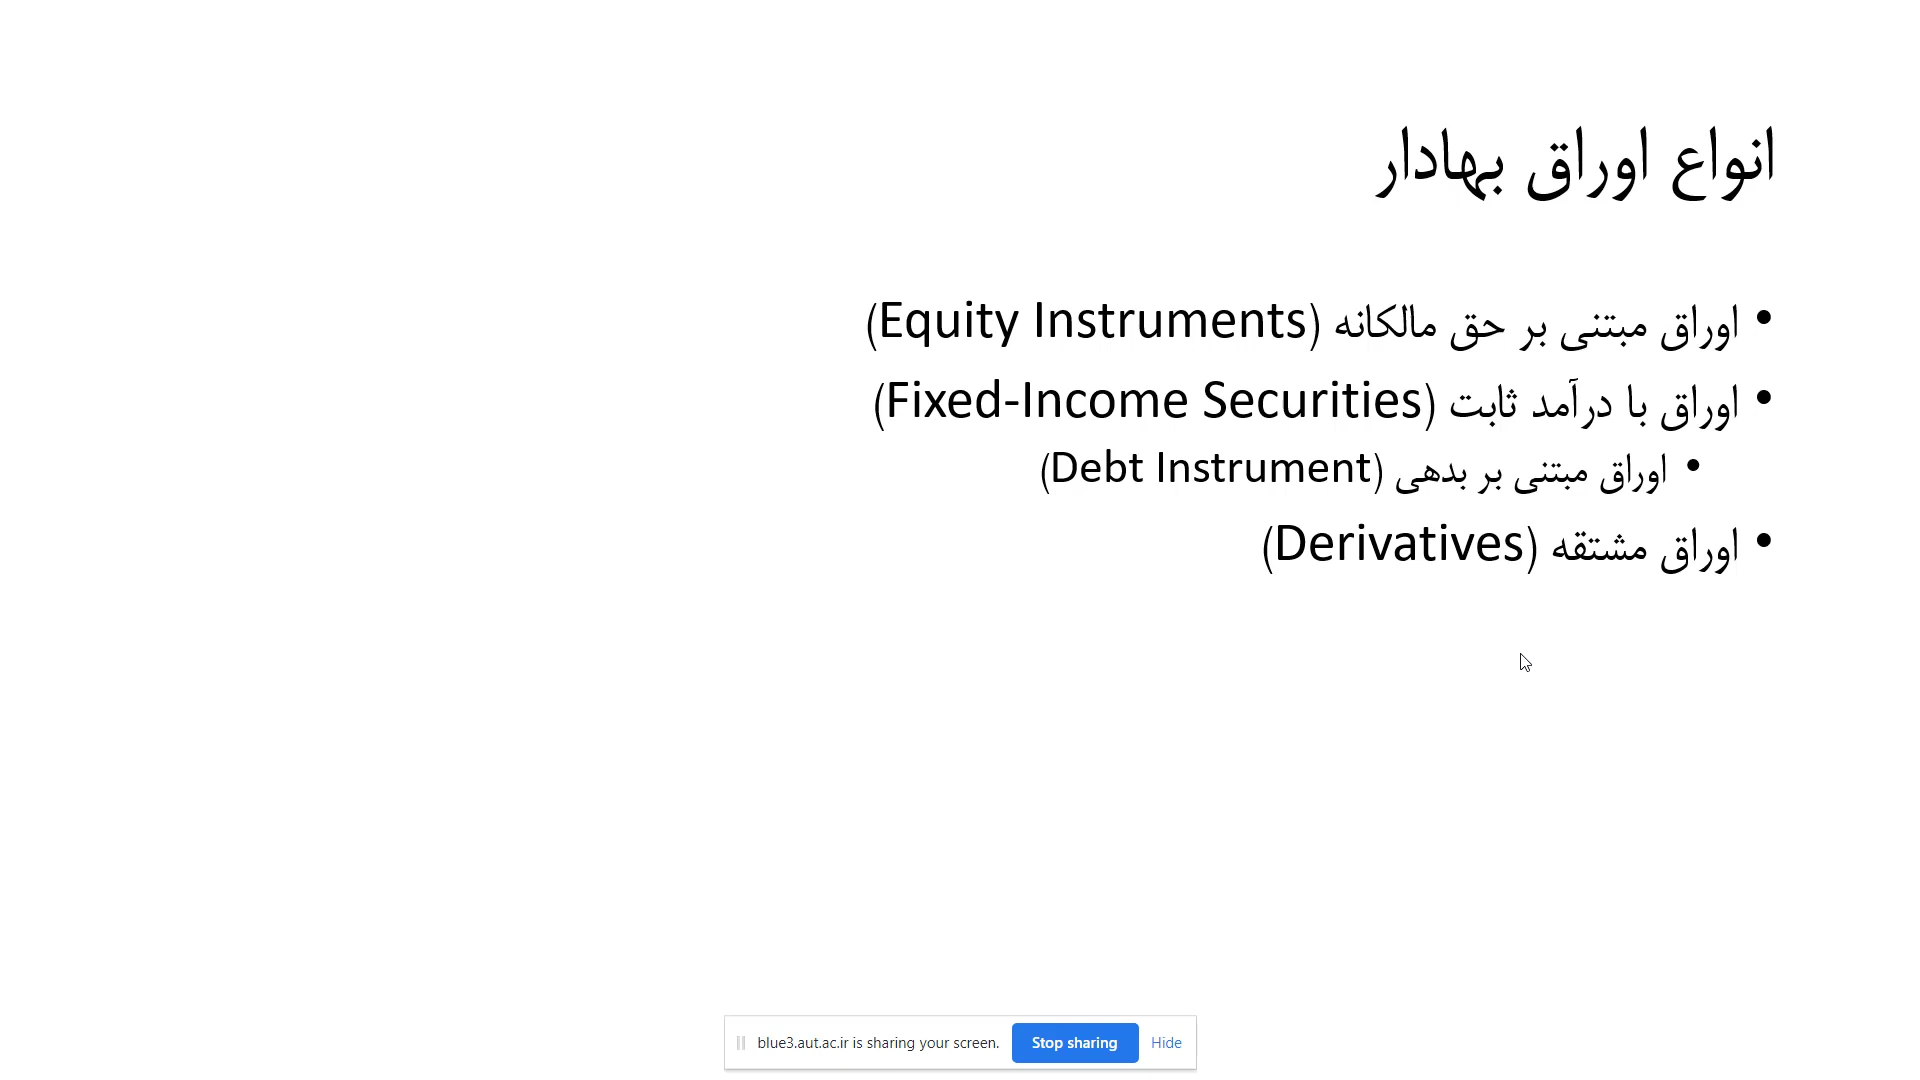 انواع اوراق بهادار
• اوراق مبتنی بر حق مالکانه (Equity Instruments)
• اوراق با درآمد ثابت (Fixed-Income Securities)
• اوراق مبتنی بر بدهی (Debt Instrument)
• اوراق مشتقه (Derivatives)
blue3.aut.ac.ir is sharing your screen. Stop sharing Hide